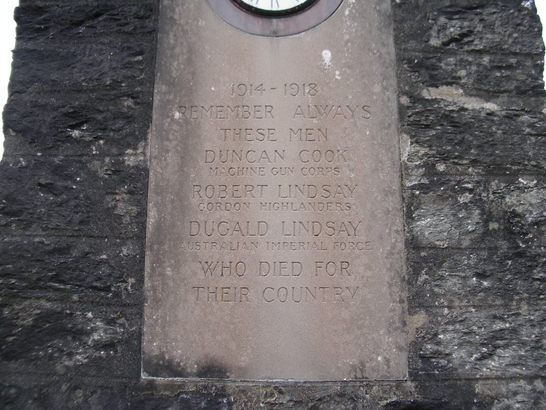 1914 - 1918
REMEMBER ALWAYS
THESE MEN
DUNCAN COOK
MACHINE GUN CORPS
ROBERT LINDSAY
GORDON HIGHLANDERS
DUGALD LINDSAY
AUSTRALIAN IMPERIAL FORCE
WHO DIED FOR
THEIR COUNTRY